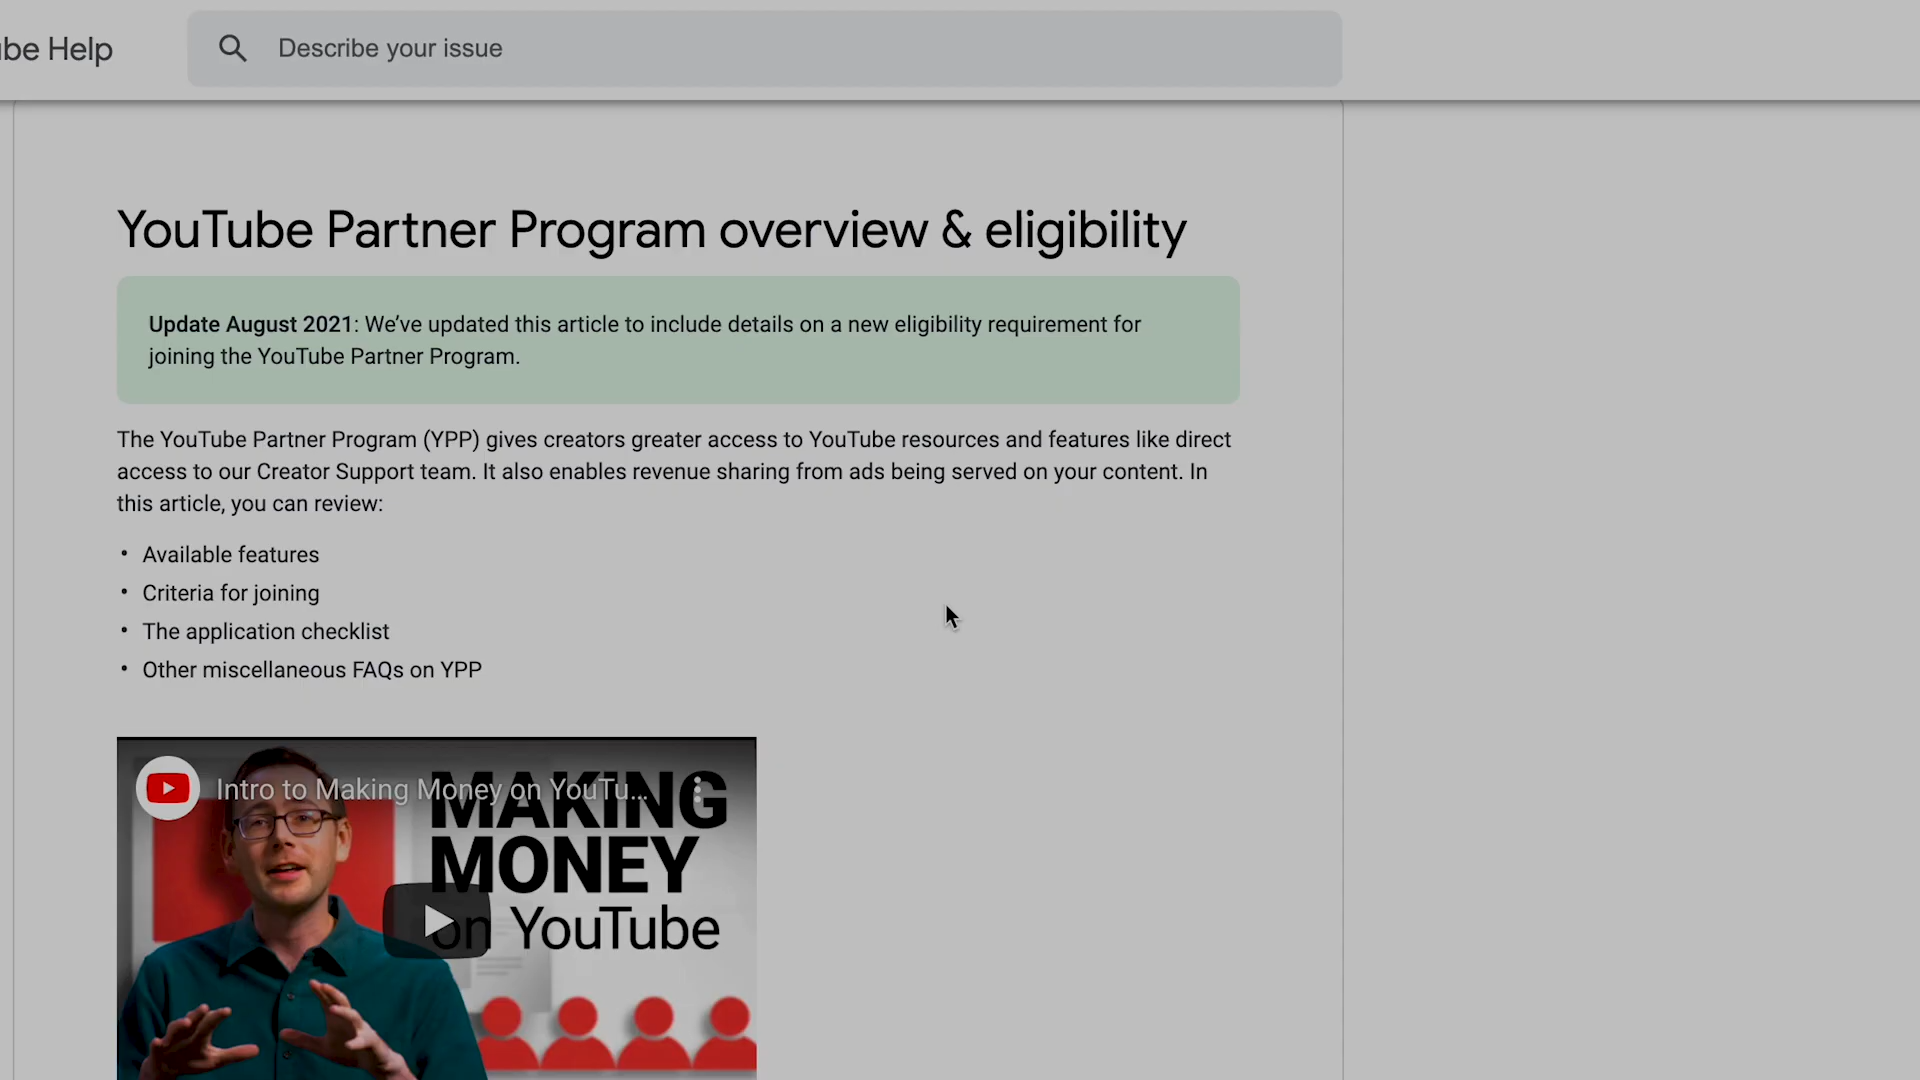 be Help
Describe your issue
YouTube Partner Program overview & eligibility
Update August 2021: We’ve updated this article to include details on a new eligibility requirement for
joining the YouTube Partner Program.
The YouTube Partner Program (YPP) gives creators greater access to YouTube resources and features like direct
access to our Creator Support team. It also enables revenue sharing from ads being served on your content. In
this article, you can review:
• Available features
• Criteria for joining
• The application checklist
• Other miscellaneous FAQs on YPP
Intro to Making Money on YouTu...
MAKING
MONEY
on YouTube